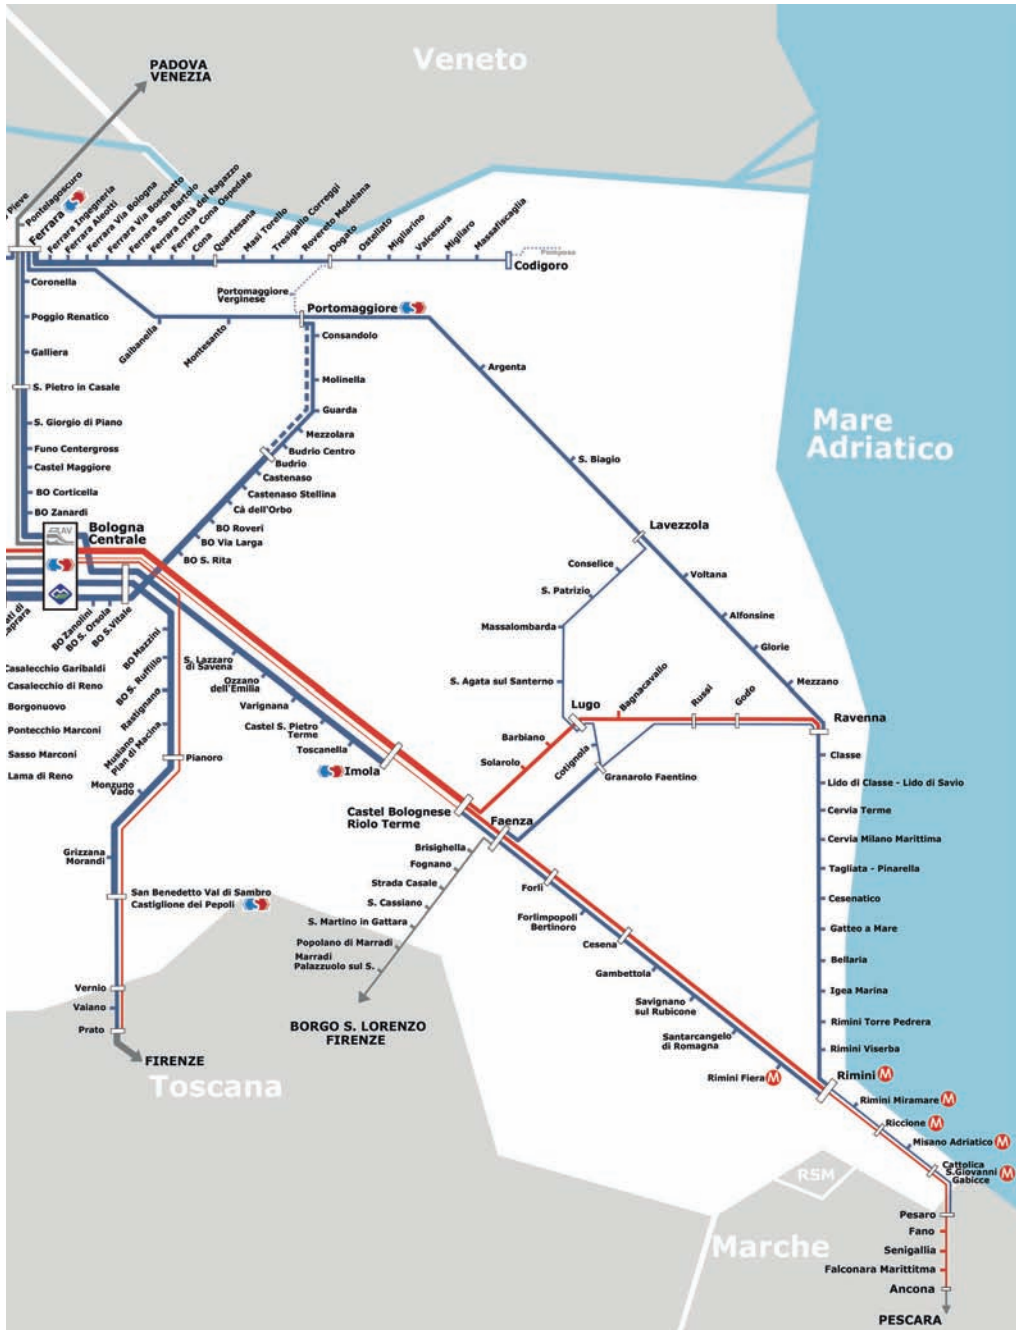 Veneto
PADOVA
VENEZIA
Pieve
Pontelagoscuro
Ferrara
Ferrara Ingegneria
Ferrara Aleotti
Ferrara Via Bologna
Ferrara Via Boschetto
Ferrara San Bartolo
Ferrara Città del Ragazzo
Ferrara Cona Ospedale
Cona
Quartesana
Masi Torello
Tresigallo Correggi
Rovereto Medelana
Dogato
Ostellato
Migliarino
Valcesura
Migliaro
Massafiscaglia
Pomposa
Codigoro
Coronella
Portomaggiore
Verginese
Portomaggiore
Poggio Renatico
Gaibanella
Montesanto
Consandolo
Galliera
Argenta
Molinella
S. Pietro in Casale
Guarda
Mare
Adriatico
S. Giorgio di Piano
Mezzolara
Funo Centergross
Budrio Centro
Budrio
S. Biagio
Castel Maggiore
Castenaso
BO Corticella
Castenaso Stellina
Cà dell'Orbo
BO Zanardi
BO Roveri
Lavezzola
Bologna
Centrale
AV
BO Via Larga
BO S. Rita
Conselice
Voltana
S. Patrizio
BO Zanolini
BO S. Orsola
BO S.Vitale
Alfonsine
Massalombarda
BO Mazzini
Glorie
S. Lazzaro
di Savena
Casalecchio Garibaldi
BO S. Ruffillo
Ozzano
dell'Emilia
S. Agata sul Santerno
Bagnacavallo
Mezzano
Casalecchio di Reno
Rastignano
Varignana
Lugo
Russi
Godo
Borgonuovo
Ravenna
Castel S. Pietro
Terme
Pontecchio Marconi
Musiano
Pian di Macina
Barbiano
Cotignola
Toscanella
Sasso Marconi
Pianoro
Classe
Solarolo
Imola
Lama di Reno
Granarolo Faentino
Monzuno
Vado
Lido di Classe - Lido di Savio
Castel Bolognese
Riolo Terme
Faenza
Cervia Terme
Cervia Milano Marittima
Brisighella
Grizzana
Morandi
Fognano
Tagliata - Pinarella
Strada Casale
Forlì
San Benedetto Val di Sambro
Castiglione dei Pepoli
S. Cassiano
Cesenatico
Forlimpopoli
Bertinoro
S. Martino in Gattara
Gatteo a Mare
Cesena
Popolano di Marradi
Marradi
Palazzuolo sul S.
Bellaria
Gambettola
Vernio
Igea Marina
Savignano
sul Rubicone
Vaiano
Rimini Torre Pedrera
BORGO S. LORENZO
FIRENZE
Prato
Santarcangelo
di Romagna
Rimini Viserba
FIRENZE
Toscana
Rimini Fiera M
Rimini M
Rimini Miramare M
Riccione M
Misano Adriatico M
Cattolica
S.Giovanni M
Gabicce
RSM
Pesaro
Fano
Marche
Senigallia
Falconara Marittitma
Ancona
PESCARA